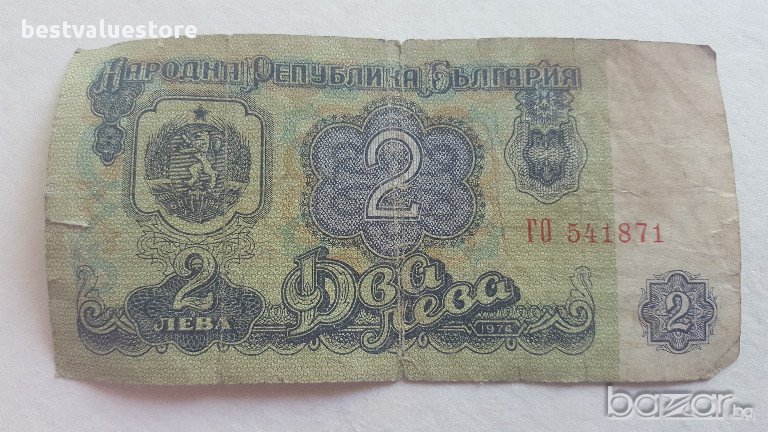 bestvaluestore
НАРОДНА РЕПУБЛИКА БЪЛГАРИЯ
2
ГО 541871
2
ЛЕВА
Два
лева
1974
2
bazar.bg